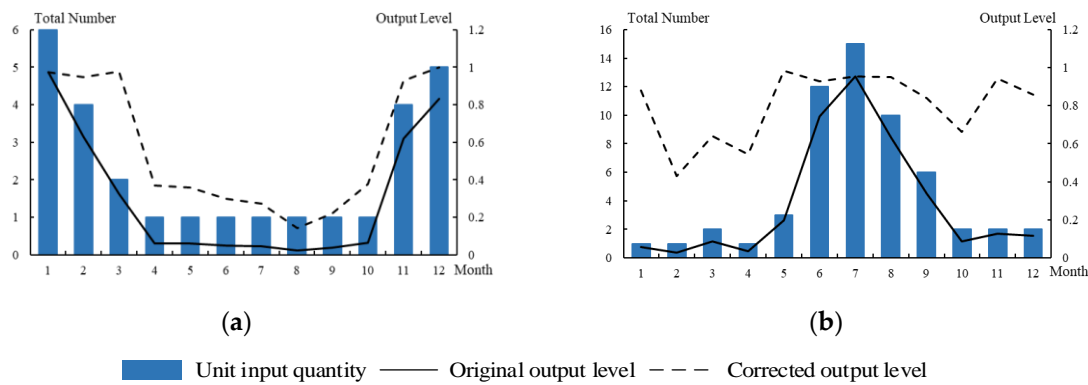 Total Number Output Level
6 1.2
5 1
4 0.8
3 0.6
2 0.4
1 0.2
0 0
1 2 3 4 5 6 7 8 9 10 11 12 Month
(a)
Total Number Output Level
16 1.2
14 1
12 0.8
10
8 0.6
6 0.4
4 0.2
2
0 0
1 2 3 4 5 6 7 8 9 10 11 12 Month
(b)
Unit input quantity Original output level Corrected output level